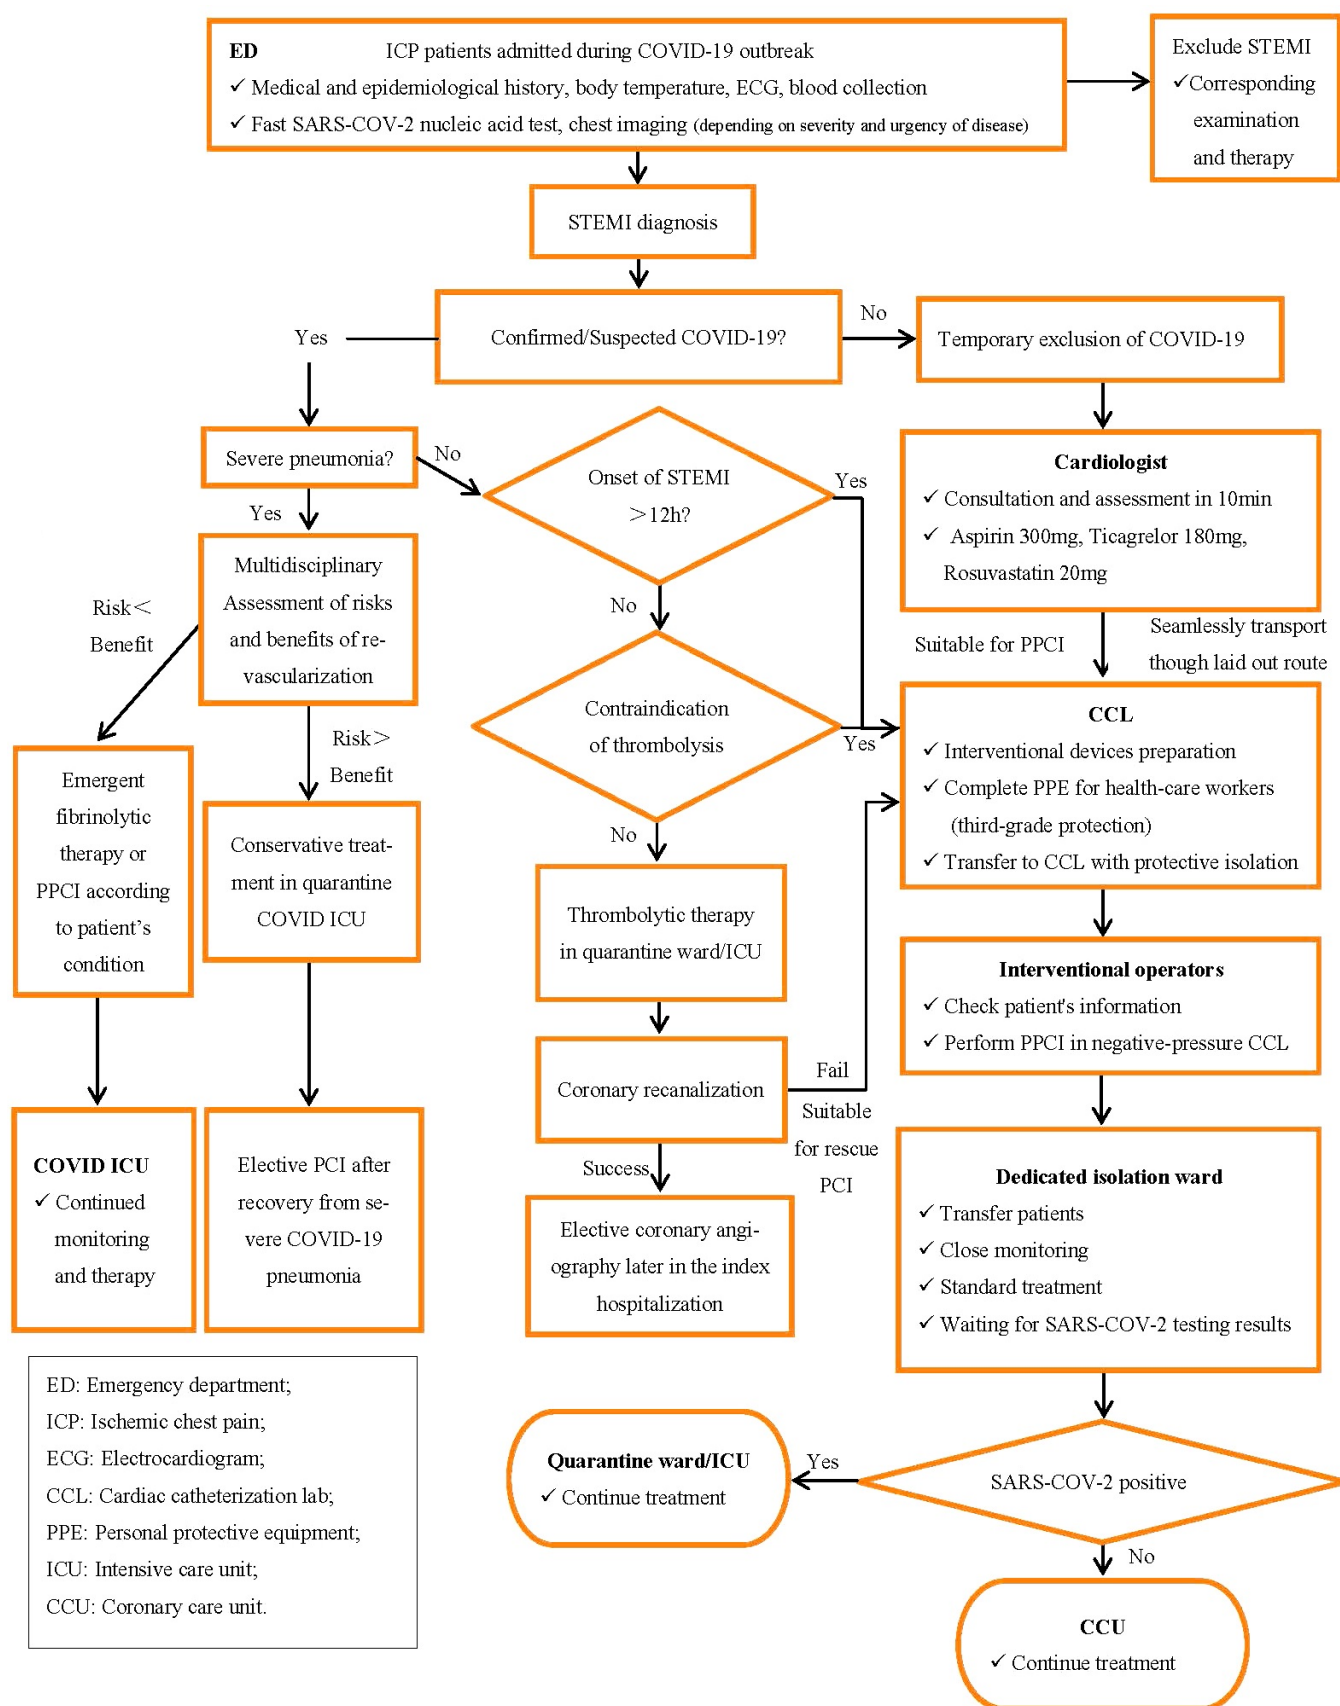 ED ICP patients admitted during COVID-19 outbreak
✓ Medical and epidemiological history, body temperature, ECG, blood collection
✓ Fast SARS-COV-2 nucleic acid test, chest imaging (depending on severity and urgency of disease)
Exclude STEMI
✓ Corresponding
examination
and therapy
STEMI diagnosis
Confirmed/Suspected COVID-19?
Yes
No
Temporary exclusion of COVID-19
Severe pneumonia?
No
Yes
Onset of STEMI
>12h?
Yes
No
Cardiologist
✓ Consultation and assessment in 10min
✓ Aspirin 300mg, Ticagrelor 180mg,
Rosuvastatin 20mg
Multidisciplinary
Assessment of risks
and benefits of re-
vascularization
Risk<
Benefit
Risk>
Benefit
Suitable for PPCI
Seamlessly transport
though laid out route
Contraindication
of thrombolysis
Yes
No
CCL
✓ Interventional devices preparation
✓ Complete PPE for health-care workers
(third-grade protection)
✓ Transfer to CCL with protective isolation
Emergent
fibrinolytic
therapy or
PPCI according
to patient’s
condition
Conservative treat-
ment in quarantine
COVID ICU
Thrombolytic therapy
in quarantine ward/ICU
Interventional operators
✓ Check patient's information
✓ Perform PPCI in negative-pressure CCL
Coronary recanalization
Fail
Suitable
for rescue
PCI
Success
COVID ICU
✓ Continued
monitoring
and therapy
Elective PCI after
recovery from se-
vere COVID-19
pneumonia
Elective coronary angi-
ography later in the index
hospitalization
Dedicated isolation ward
✓ Transfer patients
✓ Close monitoring
✓ Standard treatment
✓ Waiting for SARS-COV-2 testing results
ED: Emergency department;
ICP: Ischemic chest pain;
ECG: Electrocardiogram;
CCL: Cardiac catheterization lab;
PPE: Personal protective equipment;
ICU: Intensive care unit;
CCU: Coronary care unit.
SARS-COV-2 positive
Yes
No
Quarantine ward/ICU
✓ Continue treatment
CCU
✓ Continue treatment